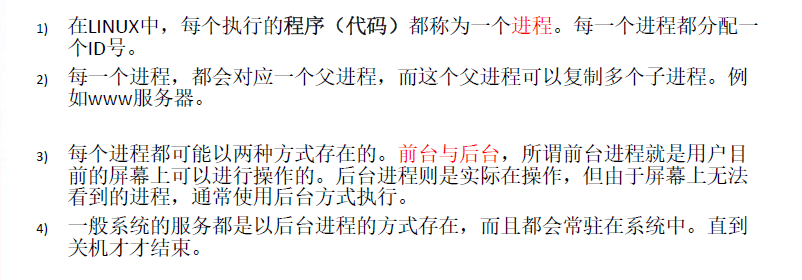 1) 在LINUX中，每个执行的程序（代码）都称为一个进程。每一个进程都分配一
个ID号。
2) 每一个进程，都会对应一个父进程，而这个父进程可以复制多个子进程。例
如www服务器。
3) 每个进程都可能以两种方式存在的。前台与后台，所谓前台进程就是用户目
前的屏幕上可以进行操作的。后台进程则是实际在操作，但由于屏幕上无法
看到的进程，通常使用后台方式执行。
4) 一般系统的服务都是以后台进程的方式存在，而且都会常驻在系统中。直到
关机才才结束。